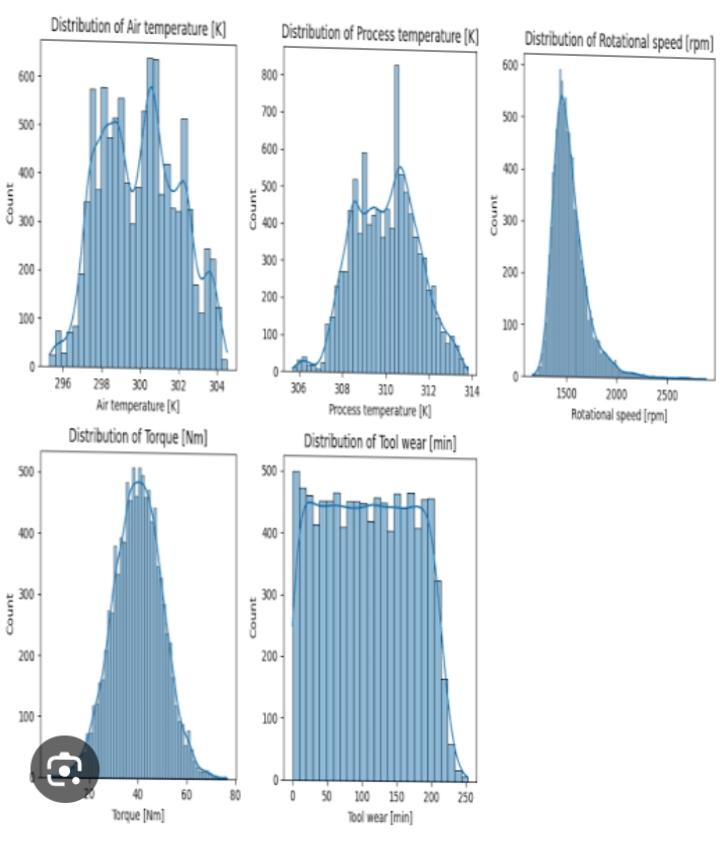 Distribution of Air temperature [K]
Count
600
500
400
300
200
100
0
296 298 300 302 304
Air temperature [K]
Distribution of Process temperature [K]
Count
800
700
600
500
400
300
200
100
0
306 308 310 312 314
Process temperature [K]
Distribution of Rotational speed [rpm]
Count
600
500
400
300
200
100
0
1500 2000 2500
Rotational speed [rpm]
Distribution of Torque [Nm]
Count
500
400
300
200
100
0
20 40 60 80
Torque [Nm]
Distribution of Tool wear [min]
Count
500
400
300
200
100
0
0 50 100 150 200 250
Tool wear [min]